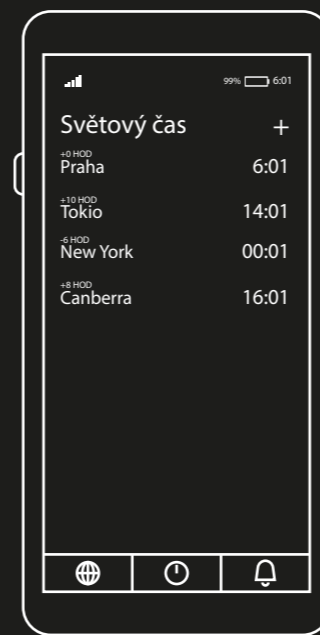 99% 6:01
Světový čas +
+0 HOD
Praha 6:01
+10 HOD
Tokio 14:01
-6 HOD
New York 00:01
+8 HOD
Canberra 16:01